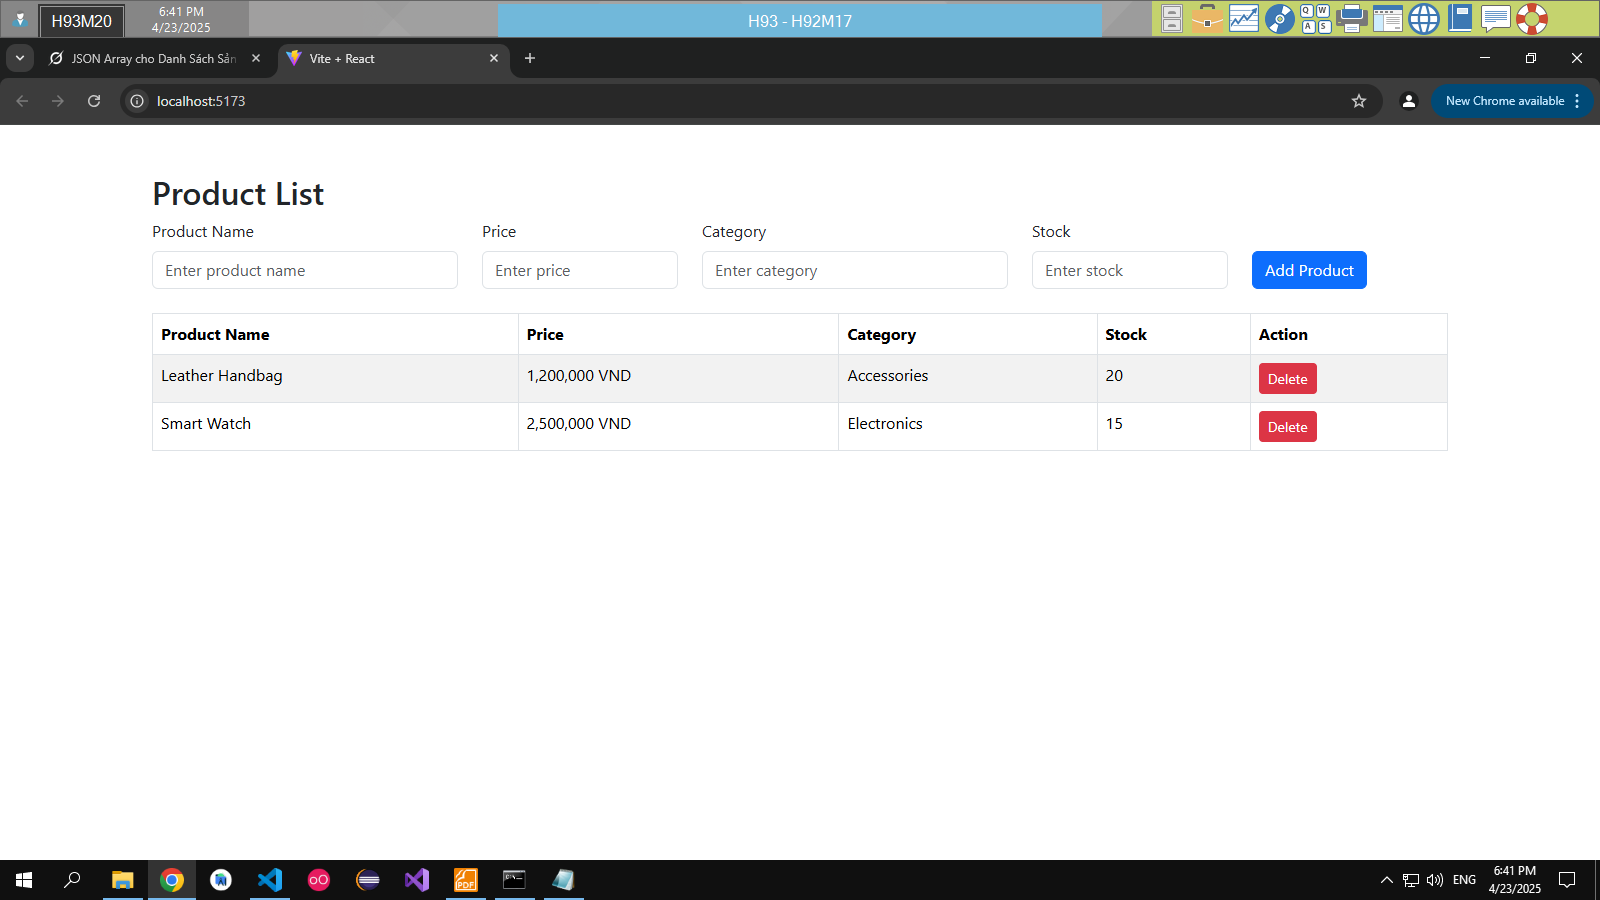 H93M20
6:41 PM
4/23/2025
H93 - H92M17
Q W
A S
JSON Array cho Danh Sách Sản
Vite + React
localhost:5173
New Chrome available
Product List
Product Name Price Category Stock
Enter product name Enter price Enter category Enter stock Add Product
Product Name Price Category Stock Action
Leather Handbag 1,200,000 VND Accessories 20 Delete
Smart Watch 2,500,000 VND Electronics 15 Delete
PDF
ENG
6:41 PM
4/23/2025